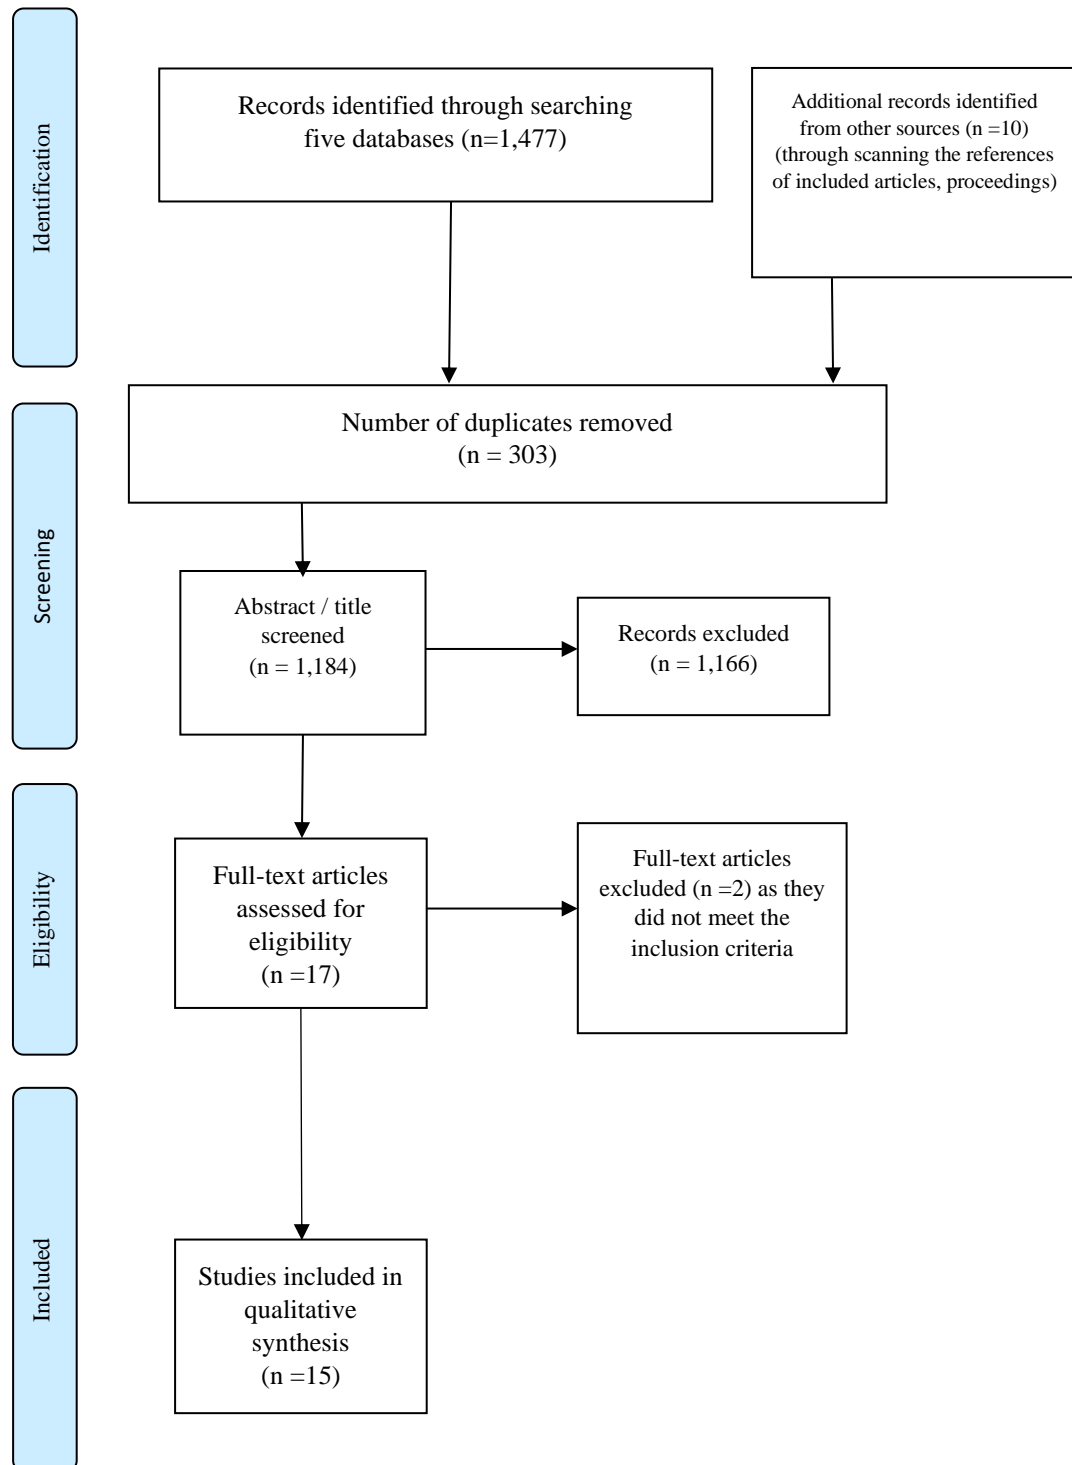 Identification
Records identified through searching
five databases (n=1,477)
Additional records identified
from other sources (n =10)
(through scanning the references
of included articles, proceedings)
Screening
Number of duplicates removed
(n = 303)
Abstract / title
screened
(n = 1,184)
Records excluded
(n = 1,166)
Eligibility
Full-text articles
assessed for
eligibility
(n =17)
Full-text articles
excluded (n =2) as they
did not meet the
inclusion criteria
Included
Studies included in
qualitative
synthesis
(n =15)